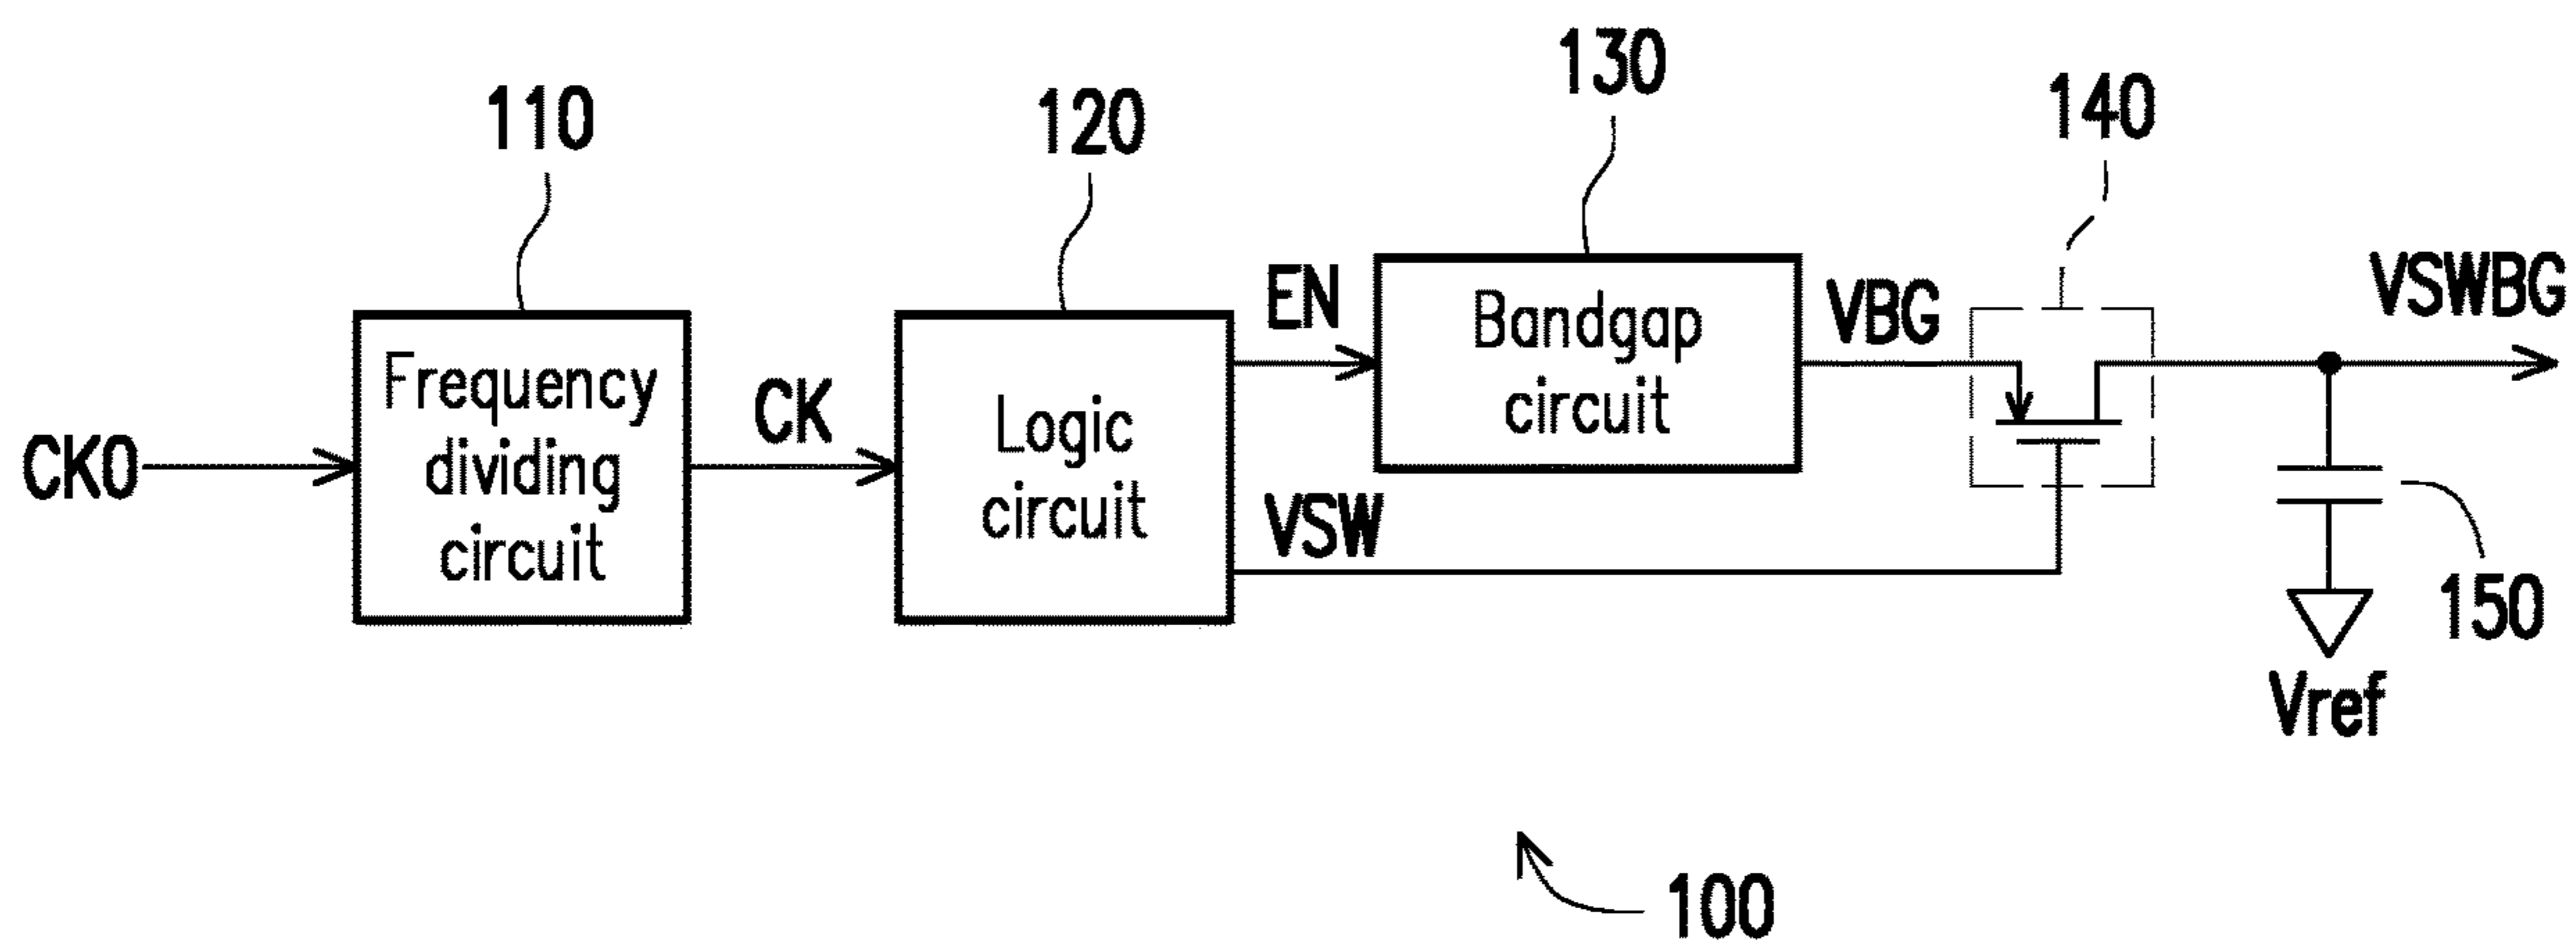 130
140
110
120
VSWBG
EN
Bandgap
circuit
VBG
Frequency
dividing
circuit
CK
Logic
circuit
CKO
VSW
150
Vref
100